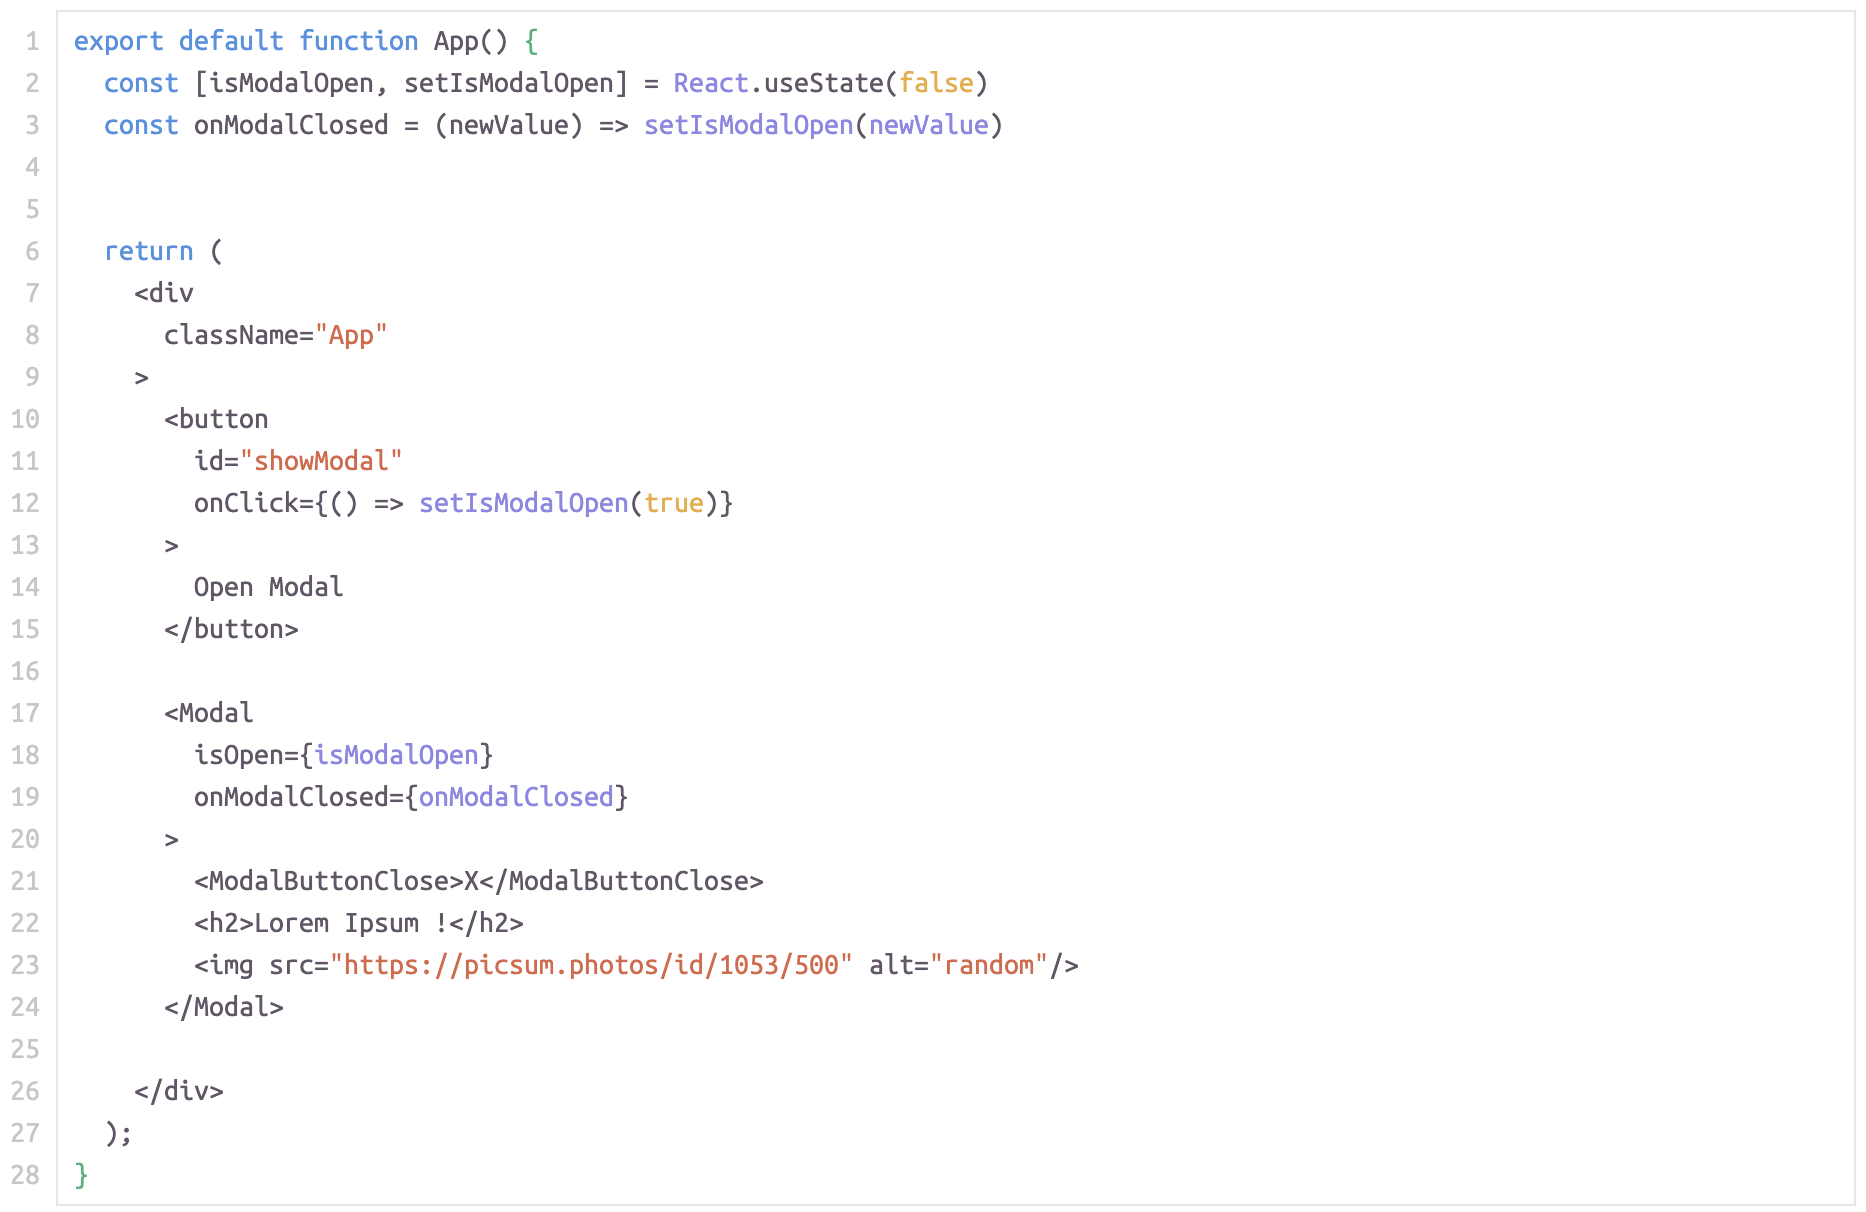 1 export default function App() {
2   const [isModalOpen, setIsModalOpen] = React.useState(false)
3   const onModalClosed = (newValue) => setIsModalOpen(newValue)
4
5
6   return (
7     <div
8       className="App"
9     >
10       <button
11         id="showModal"
12         onClick={() => setIsModalOpen(true)}
13       >
14         Open Modal
15       </button>
16
17       <Modal
18         isOpen={isModalOpen}
19         onModalClosed={onModalClosed}
20       >
21         <ModalButtonClose>X</ModalButtonClose>
22         <h2>Lorem Ipsum !</h2>
23         <img src="https://picsum.photos/id/1053/500" alt="random"/>
24       </Modal>
25
26     </div>
27   );
28 }